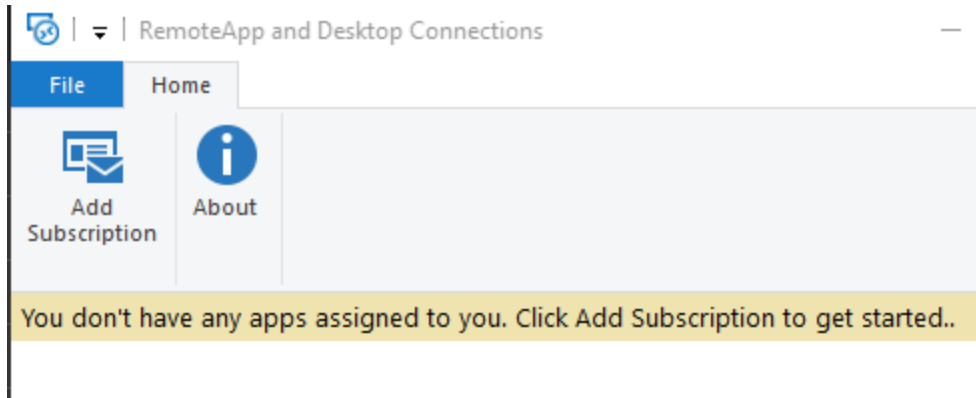 RemoteApp and Desktop Connections
File Home
Add Subscription
About
You don't have any apps assigned to you. Click Add Subscription to get started..